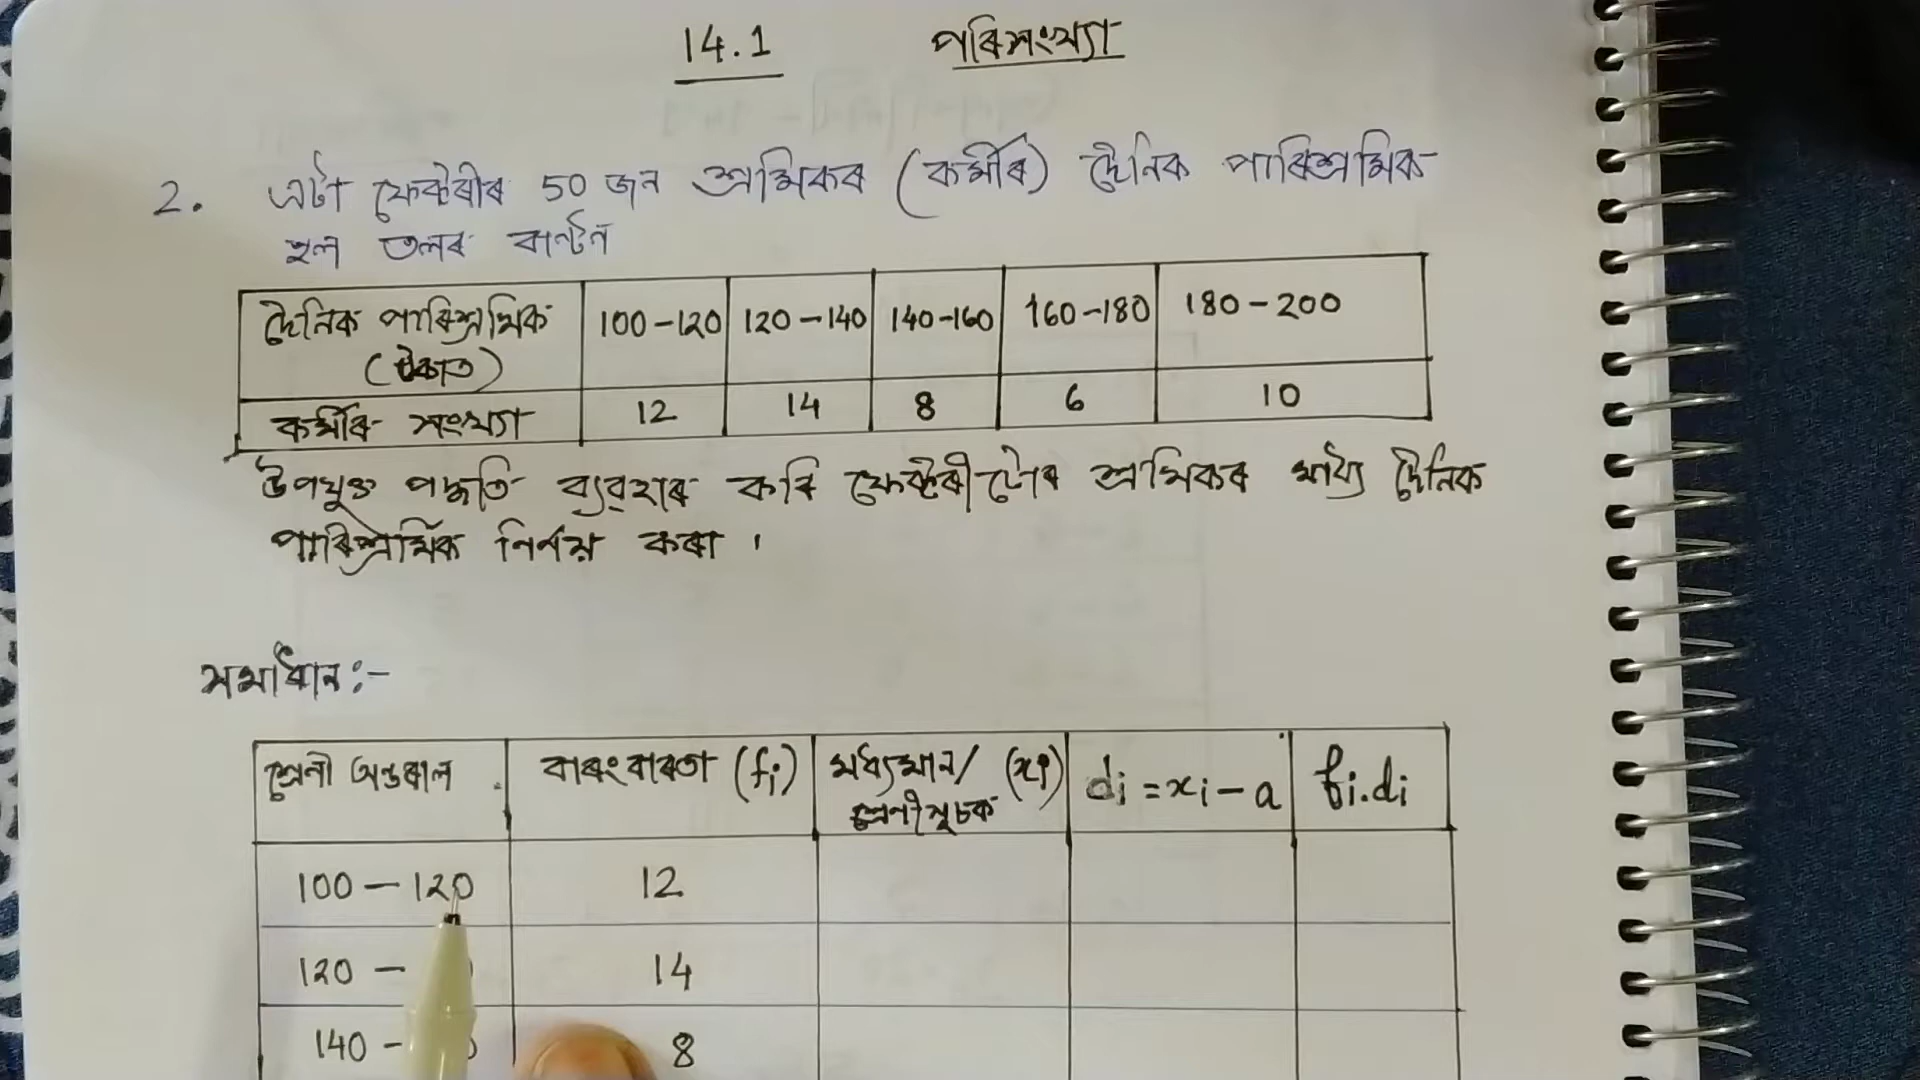 14.1 পৰিসংখ্যা
2. এটা ফেক্টৰীৰ 50 জন শ্ৰমিকৰ (কৰ্মীৰ) দৈনিক পাৰিশ্ৰমিক
হল তলৰ বান্টন
দৈনিক পাৰিশ্ৰমিক 100-120 120-140 140-160 160-180 180-200
(টকাত)
কৰ্মীৰ সংখ্যা 12 14 8 6 10
উপযুক্ত পদ্ধতি ব্যৱহাৰ কৰি ফেক্টৰীটোৰ শ্ৰমিকৰ মাধ্য দৈনিক
পাৰিশ্ৰমিক নিৰ্ণয় কৰা ।
সমাধান:-
শ্ৰেণী অন্তৰাল বাৰংবাৰতা (fi) মধ্যমান/ (xi) di = xi - a fi.di
শ্ৰেণীসূচক
100-120 12
120- 14
140- 8